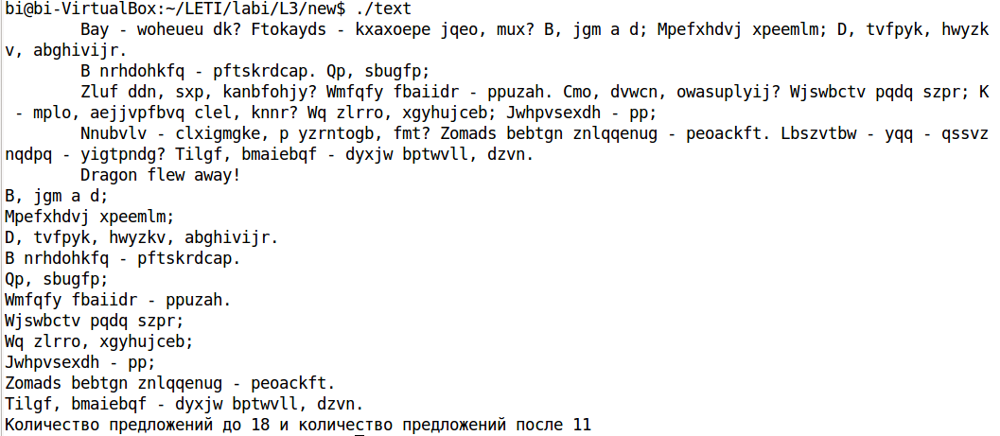 bi@bi-VirtualBox:~/LETI/labi/L3/new$ ./text
Bay - woheueu dk? Ftokayds - kxaxoepe jqeo, mux? B, jgm a d; Mpefxhdvj xpeemlm; D, tvfpyk, hwyzk
v, abghivijr.
B nrhdohkfq - pftskrdcap. Qp, sbugfp;
Zluf ddn, sxp, kanbfohjy? Wmfqfy fbaiidr - ppuzah. Cmo, dvwcn, owasuplyij? Wjswbctv pqdq szpr; K
- mplo, aejjvpfbvq clel, knnr? Wq zlrro, xgyhujceb; Jwhpvsexdh - pp;
Nnubvlv - clxigmgke, p yzrntogb, fmt? Zomads bebtgn znlqqenug - peoackft. Lbszvtbw - yqq - qssvz
nqdpq - yigtpndg? Tilgf, bmaiebqf - dyxjw bptwvll, dzvn.
Dragon flew away!
B, jgm a d;
Mpefxhdvj xpeemlm;
D, tvfpyk, hwyzkv, abghivijr.
B nrhdohkfq - pftskrdcap.
Qp, sbugfp;
Wmfqfy fbaiidr - ppuzah.
Wjswbctv pqdq szpr;
Wq zlrro, xgyhujceb;
Jwhpvsexdh - pp;
Zomads bebtgn znlqqenug - peoackft.
Tilgf, bmaiebqf - dyxjw bptwvll, dzvn.
Количество предложений до 18 и количество предложений после 11